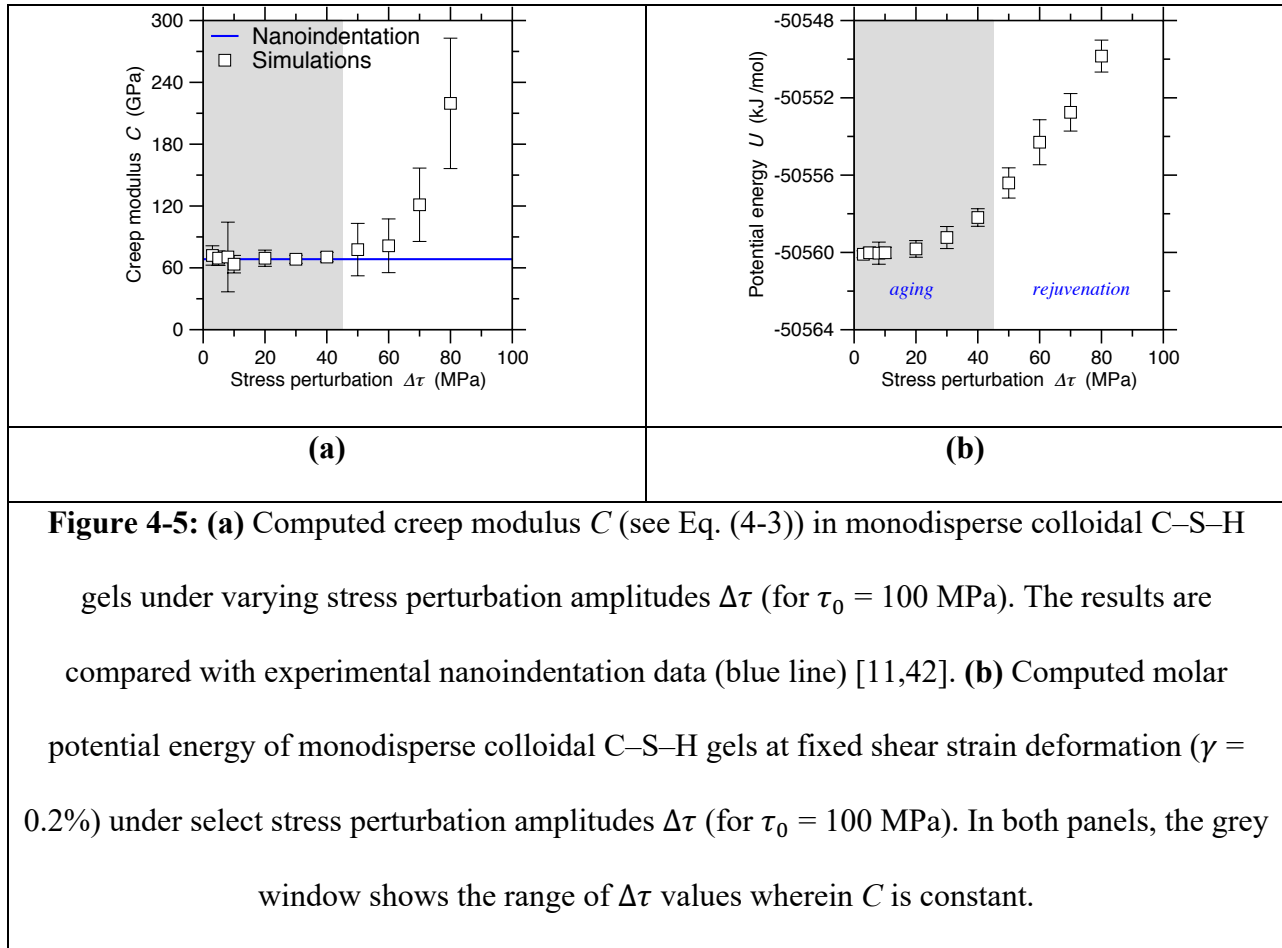 300
240
180
120
60
0
Creep modulus C (GPa)
Nanoindentation
Simulations
0 20 40 60 80 100
Stress perturbation Δτ (MPa)
-50548
-50552
-50556
-50560
-50564
Potential energy U (kJ /mol)
aging
rejuvenation
0 20 40 60 80 100
Stress perturbation Δτ (MPa)
(a)
(b)
Figure 4-5: (a) Computed creep modulus C (see Eq. (4-3)) in monodisperse colloidal C–S–H
gels under varying stress perturbation amplitudes Δτ (for τ₀ = 100 MPa). The results are
compared with experimental nanoindentation data (blue line) [11,42]. (b) Computed molar
potential energy of monodisperse colloidal C–S–H gels at fixed shear strain deformation (γ =
0.2%) under select stress perturbation amplitudes Δτ (for τ₀ = 100 MPa). In both panels, the grey
window shows the range of Δτ values wherein C is constant.